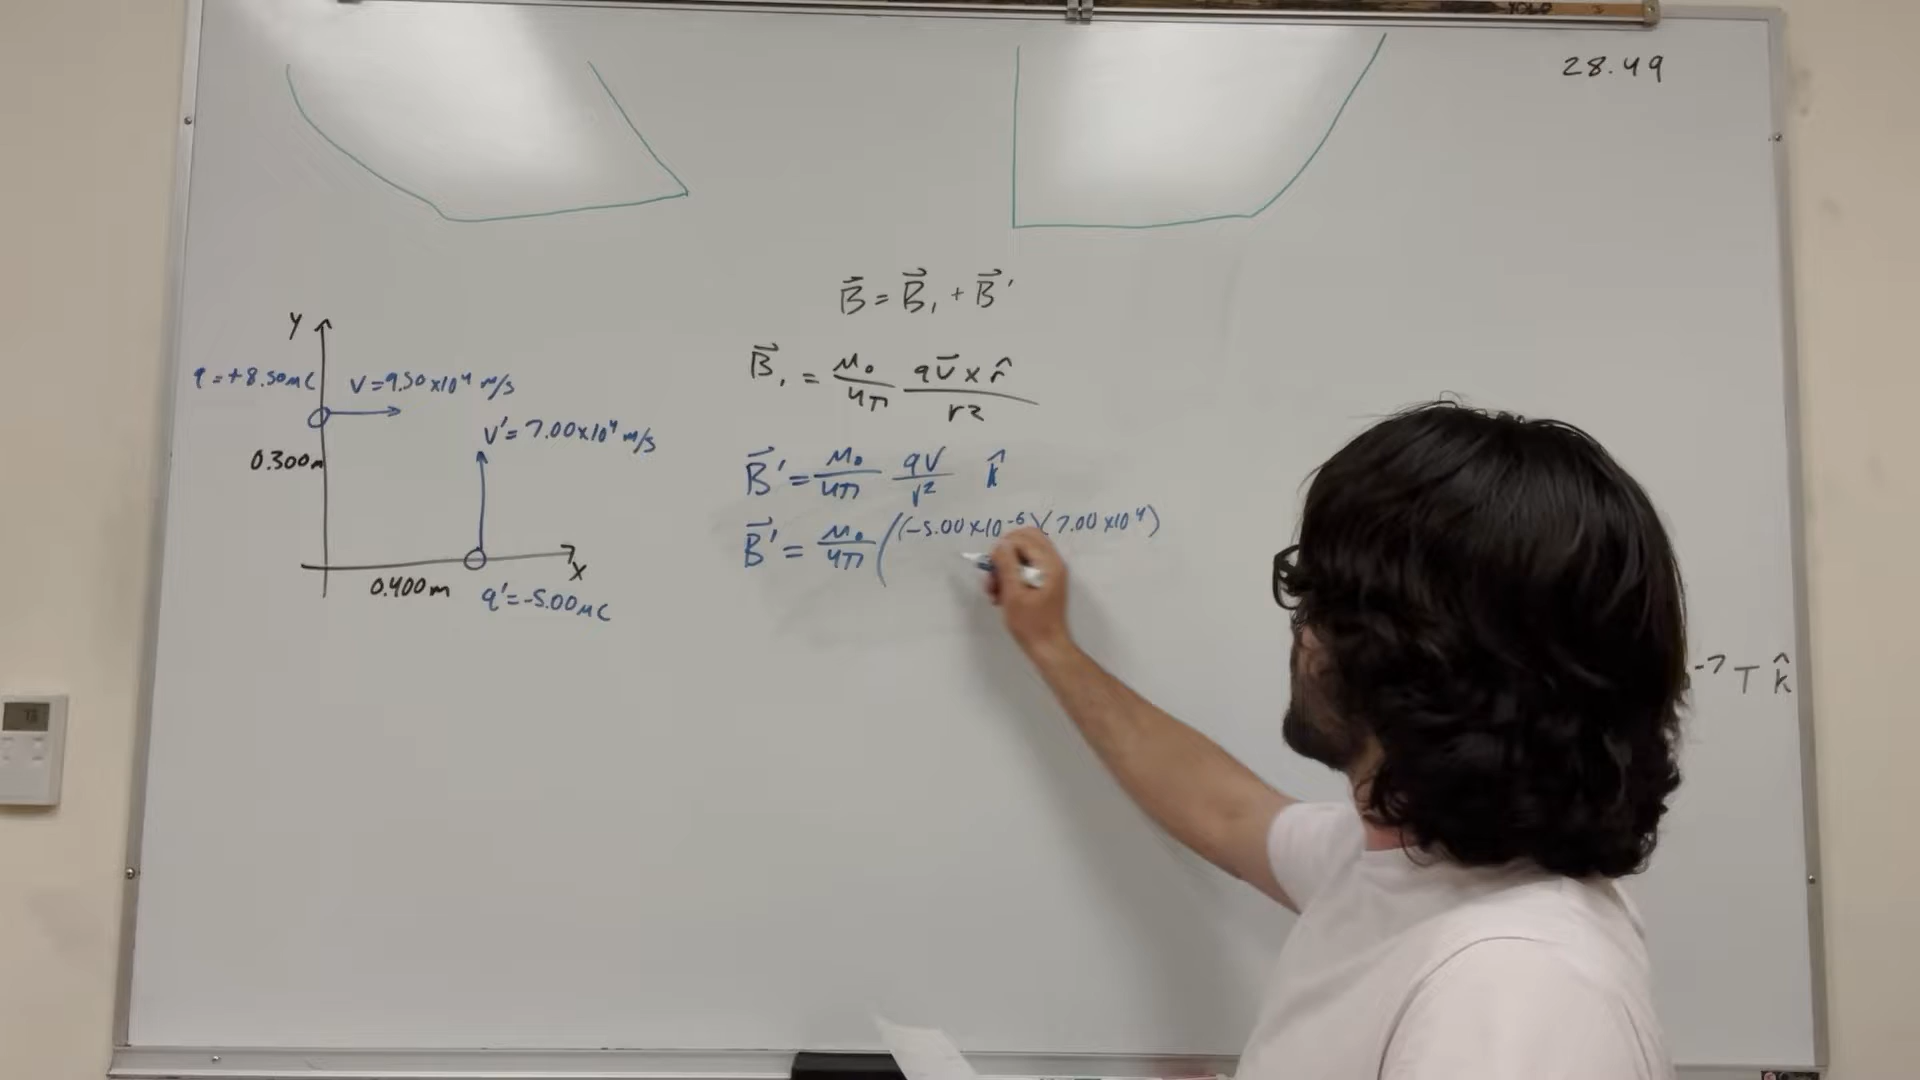 28.49
B⃗ = B⃗₁ + B⃗'
Y
q = +8.50μC
V = 9.50×10⁴ m/s
B⃗₁ = μ₀/4π qv⃗ × r̂/r²
V' = 7.00×10⁴ m/s
0.300m
B⃗' = μ₀/4π qV/r² k̂
B⃗' = μ₀/4π ((-5.00×10⁻⁶)(7.00×10⁴)
X
0.400m
q' = -5.00μC
⁻⁷ T k̂